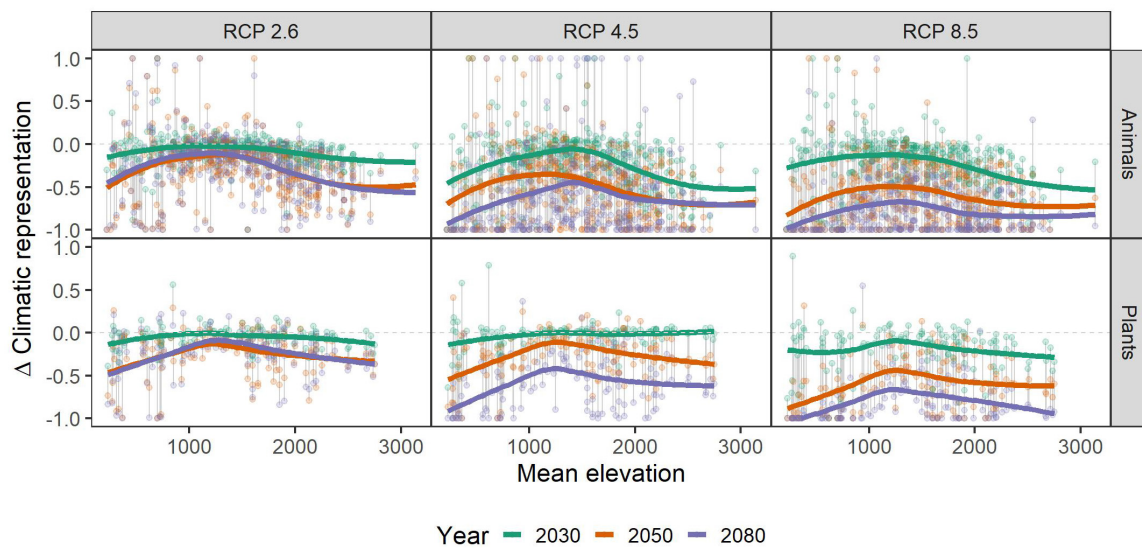 RCP 2.6 RCP 4.5 RCP 8.5
1.0
0.5
0.0
-0.5
-1.0
Animals
1.0
0.5
0.0
-0.5
-1.0
Plants
Δ Climatic representation
1000 2000 3000 1000 2000 3000 1000 2000 3000
Mean elevation
Year 2030 2050 2080